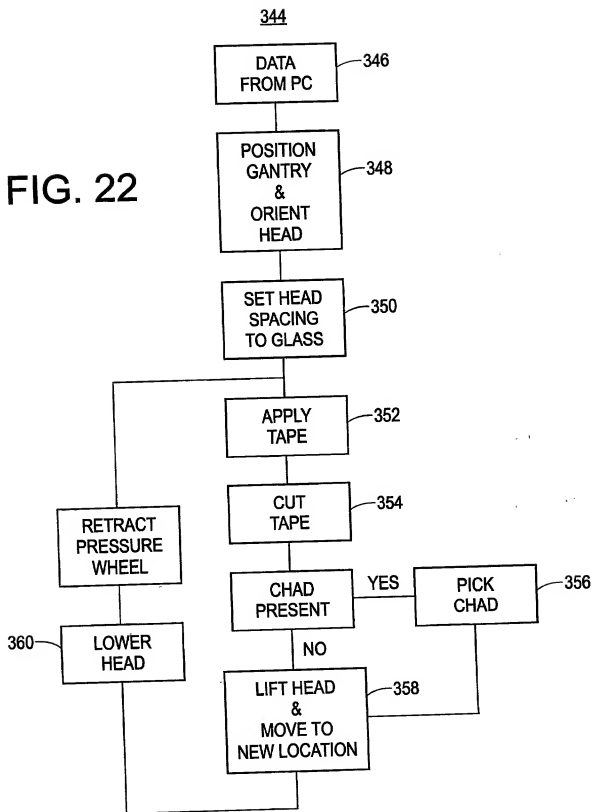 344
DATA
FROM PC
346
FIG. 22
POSITION
GANTRY
&
ORIENT
HEAD
348
SET HEAD
SPACING
TO GLASS
350
APPLY
TAPE
352
CUT
TAPE
354
RETRACT
PRESSURE
WHEEL
CHAD
PRESENT
YES
PICK
CHAD
356
360
LOWER
HEAD
NO
LIFT HEAD
&
MOVE TO
NEW LOCATION
358